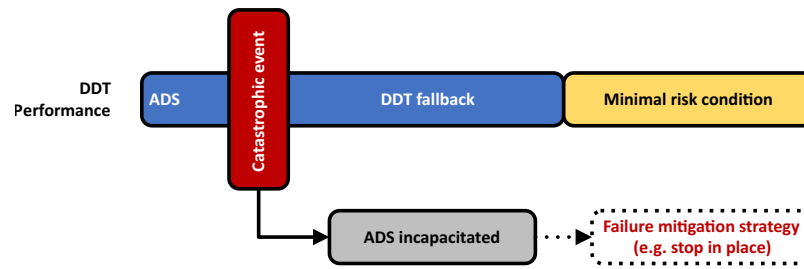 DDT
Performance
ADS
Catastrophic event
DDT fallback
Minimal risk condition
ADS incapacitated
Failure mitigation strategy
(e.g. stop in place)